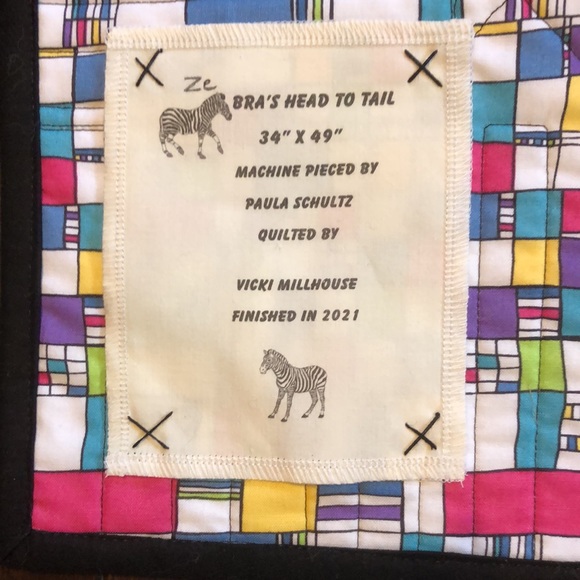 Ze
BRA'S HEAD TO TAIL
34" X 49"
MACHINE PIECED BY
PAULA SCHULTZ
QUILTED BY
VICKI MILLHOUSE
FINISHED IN 2021